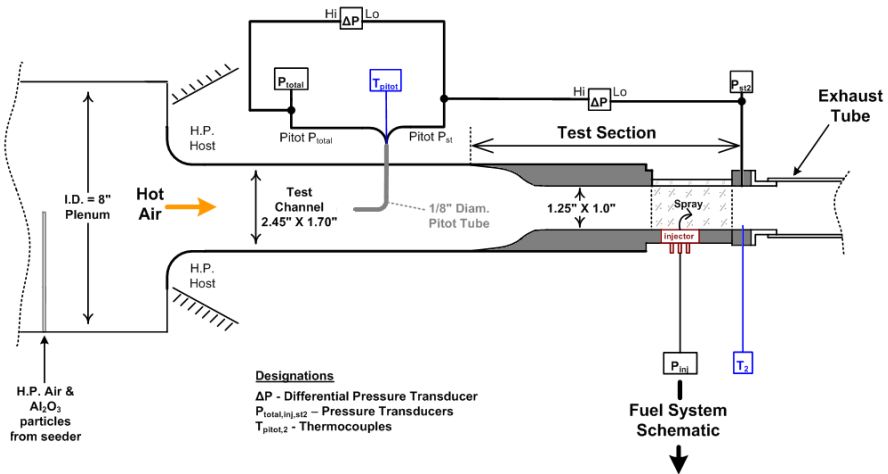 Hi
ΔP
Lo
P_total
T_pitot
Hi
ΔP
Lo
P_st2
Exhaust
Tube
H.P.
Host
Pitot P_total
Pitot P_st
Test Section
I.D. = 8"
Plenum
Hot
Air
Test
Channel
2.45" X 1.70"
1/8" Diam.
Pitot Tube
1.25" X 1.0"
Spray
injector
H.P.
Host
H.P. Air &
Al₂O₃
particles
from seeder
Designations
ΔP - Differential Pressure Transducer
P_total,inj,st2 – Pressure Transducers
T_pitot,2 - Thermocouples
P_inj
T₂
Fuel System
Schematic